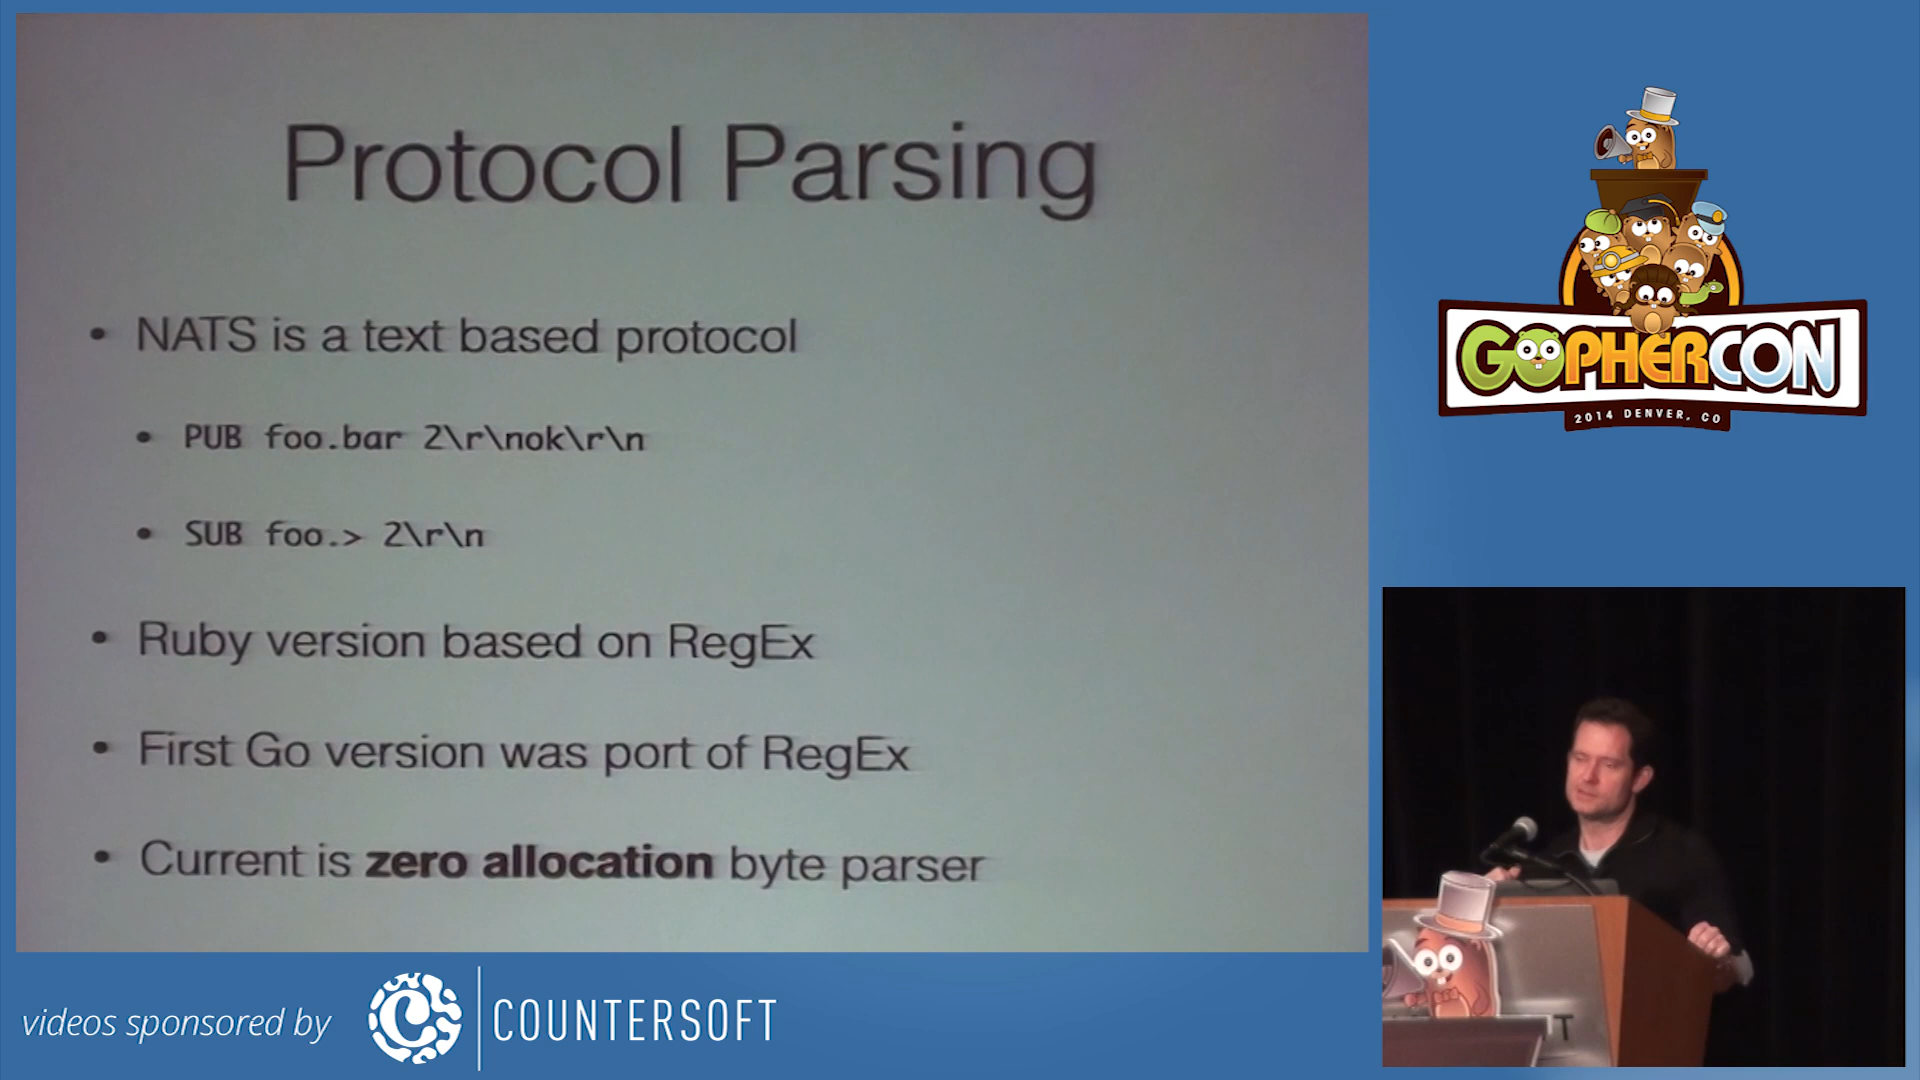 Protocol Parsing
• NATS is a text based protocol
• PUB foo.bar 2\r\nok\r\n
• SUB foo.> 2\r\n
• Ruby version based on RegEx
• First Go version was port of RegEx
• Current is zero allocation byte parser
GOPHERCON
2014 DENVER, CO
videos sponsored by
COUNTERSOFT